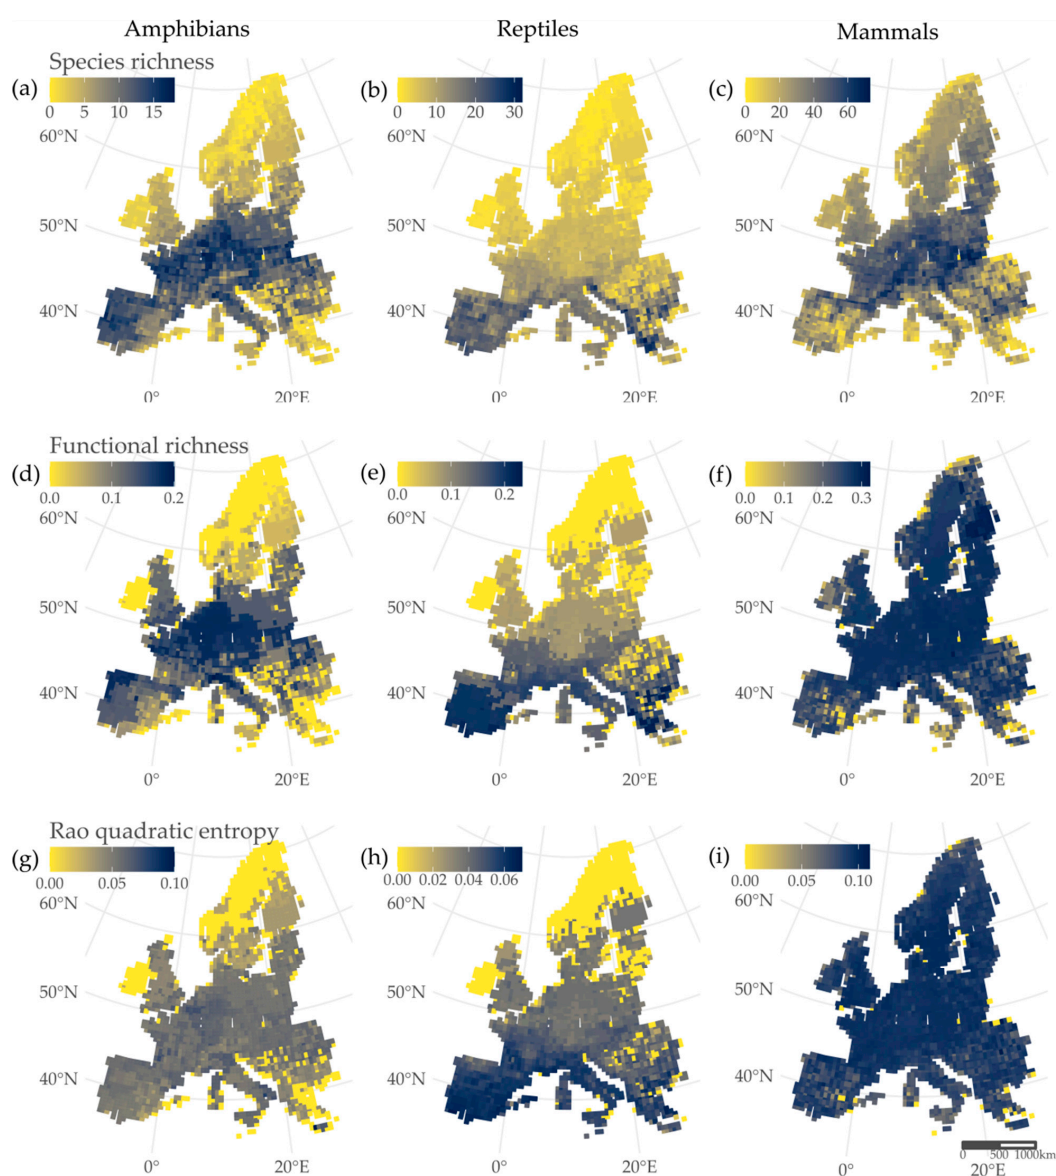 Amphibians Reptiles Mammals
Species richness
(a) (b) (c)
0 5 10 15 0 10 20 30 0 20 40 60
60°N
50°N
40°N
0° 20°E
60°N
50°N
40°N
0° 20°E
60°N
50°N
40°N
0° 20°E
Functional richness
(d) (e) (f)
0.0 0.1 0.2 0.0 0.1 0.2 0.0 0.1 0.2 0.3
60°N
50°N
40°N
0° 20°E
60°N
50°N
40°N
0° 20°E
60°N
50°N
40°N
0° 20°E
Rao quadratic entropy
(g) (h) (i)
0.00 0.05 0.10 0.00 0.02 0.04 0.06 0.00 0.05 0.10
60°N
50°N
40°N
0° 20°E
60°N
50°N
40°N
0° 20°E
60°N
50°N
40°N
0° 20°E
0 500 1000km